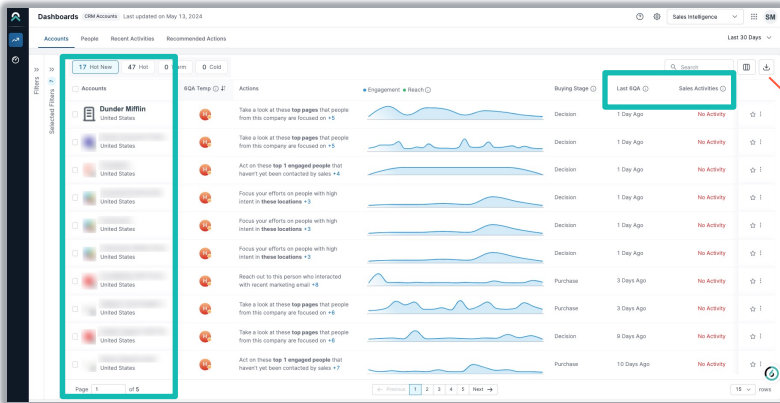 Dashboards CRM Accounts Last updated on May 13, 2024 Sales Intelligence SM
Accounts People Recent Activities Recommended Actions Last 30 Days
Filters
Selected Filters
17 Hot New 47 Hot 0 Warm 0 Cold Search
Accounts 6QA Temp Actions Engagement Reach Buying Stage Last 6QA Sales Activities
Dunder Mifflin
United States
Take a look at these top pages that people
from this company are focused on +5
Decision 1 Day Ago No Activity
United States
Take a look at these top pages that people
from this company are focused on +5
Decision 1 Day Ago No Activity
United States
Act on these top 1 engaged people that
haven't yet been contacted by sales +4
Decision 1 Day Ago No Activity
United States
Focus your efforts on people with high
intent in these locations +3
Decision 1 Day Ago No Activity
United States
Focus your efforts on people with high
intent in these locations +3
Decision 1 Day Ago No Activity
United States
Focus your efforts on people with high
intent in these locations +3
Decision 1 Day Ago No Activity
United States
Reach out to this person who interacted
with recent marketing email +8
Purchase 3 Days Ago No Activity
United States
Take a look at these top pages that people
from this company are focused on +6
Purchase 3 Days Ago No Activity
United States
Take a look at these top pages that people
from this company are focused on +6
Decision 9 Days Ago No Activity
United States
Act on these top 1 engaged people that
haven't yet been contacted by sales +7
Purchase 10 Days Ago No Activity
Page 1 of 5 ← Previous 1 2 3 4 5 Next → 15 rows